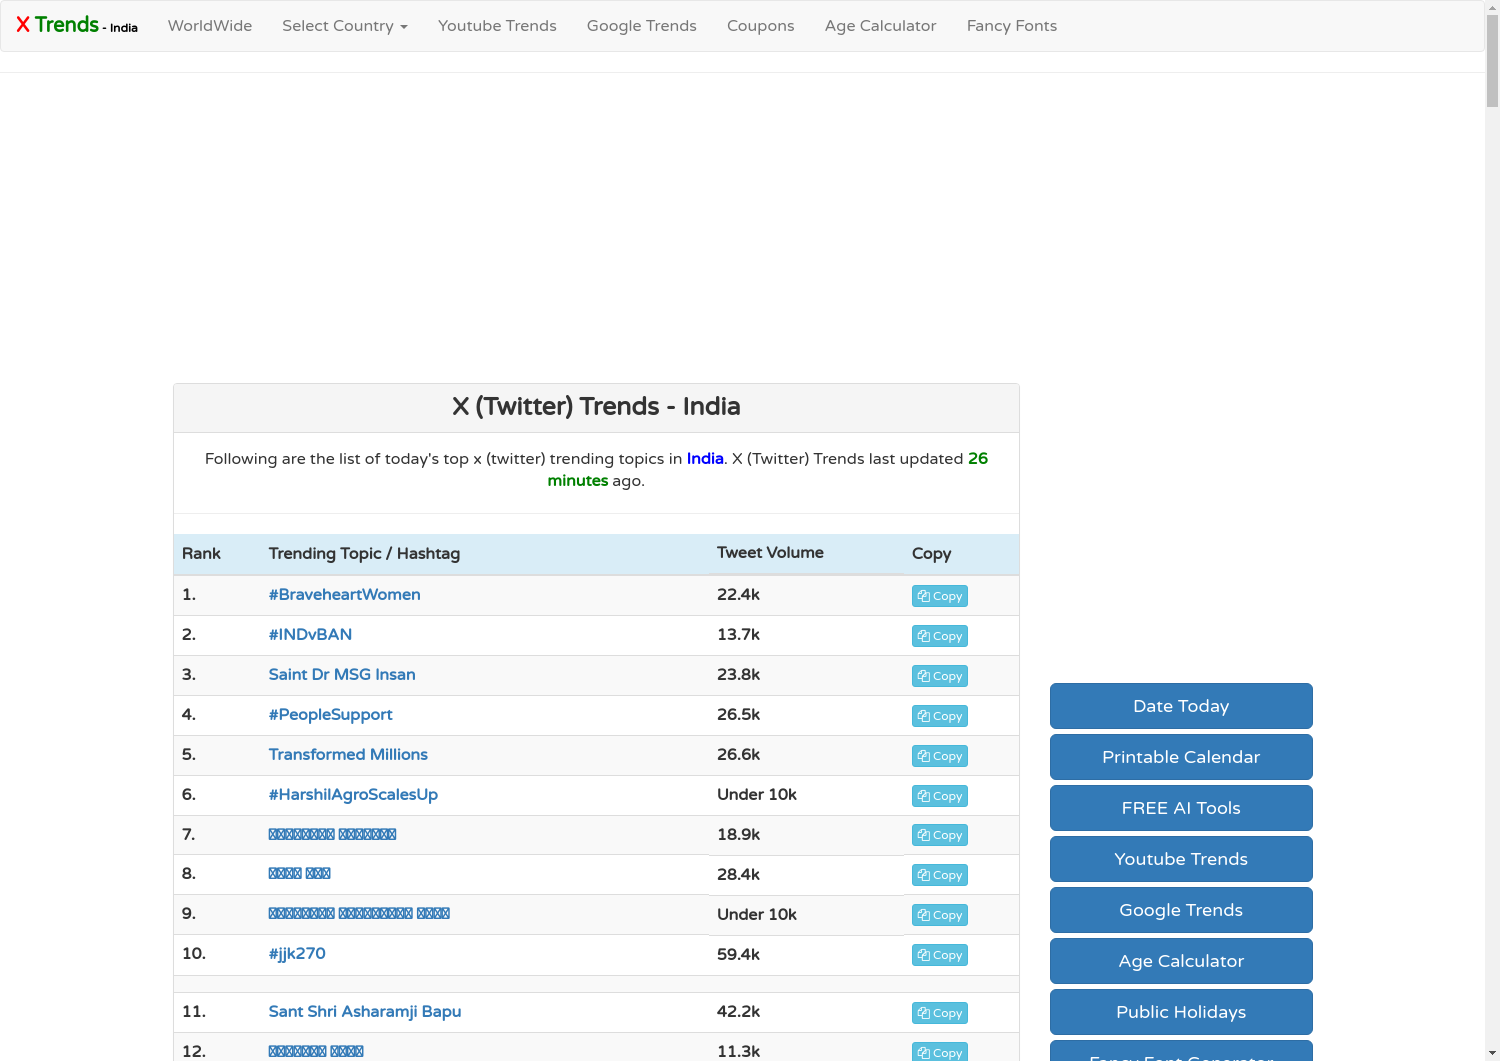 X Trends - India WorldWide Select Country Youtube Trends Google Trends Coupons Age Calculator Fancy Fonts
X (Twitter) Trends - India
Following are the list of today's top x (twitter) trending topics in India. X (Twitter) Trends last updated 26
minutes ago.
Rank Trending Topic / Hashtag Tweet Volume Copy
1. #BraveheartWomen 22.4k Copy
2. #INDvBAN 13.7k Copy
3. Saint Dr MSG Insan 23.8k Copy
4. #PeopleSupport 26.5k Copy
5. Transformed Millions 26.6k Copy
6. #HarshilAgroScalesUp Under 10k Copy
7. 18.9k Copy
8. 28.4k Copy
9. Under 10k Copy
10. #jjk270 59.4k Copy
11. Sant Shri Asharamji Bapu 42.2k Copy
12. 11.3k Copy
Date Today
Printable Calendar
FREE AI Tools
Youtube Trends
Google Trends
Age Calculator
Public Holidays
Fancy Font Generator